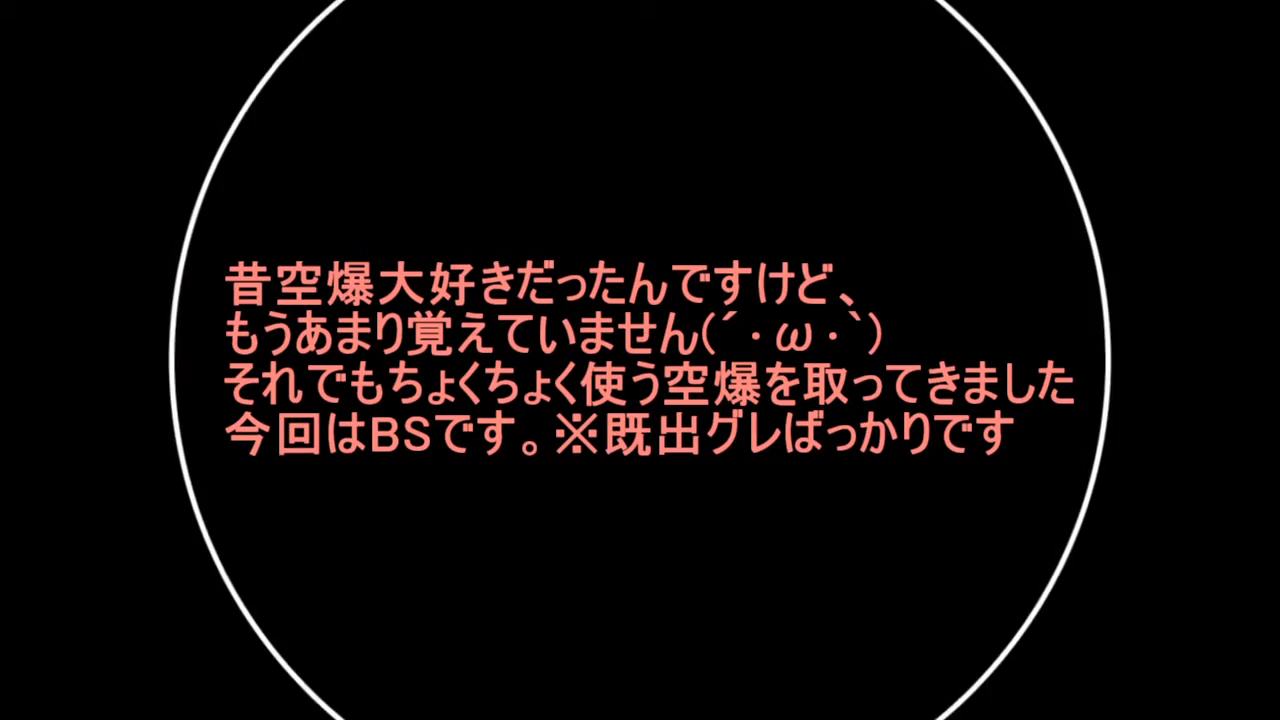 昔空爆大好きだったんですけど、
もうあまり覚えていません(´・ω・`)
それでもちょくちょく使う空爆を取ってきました
今回はBSです。※既出グレばっかりです